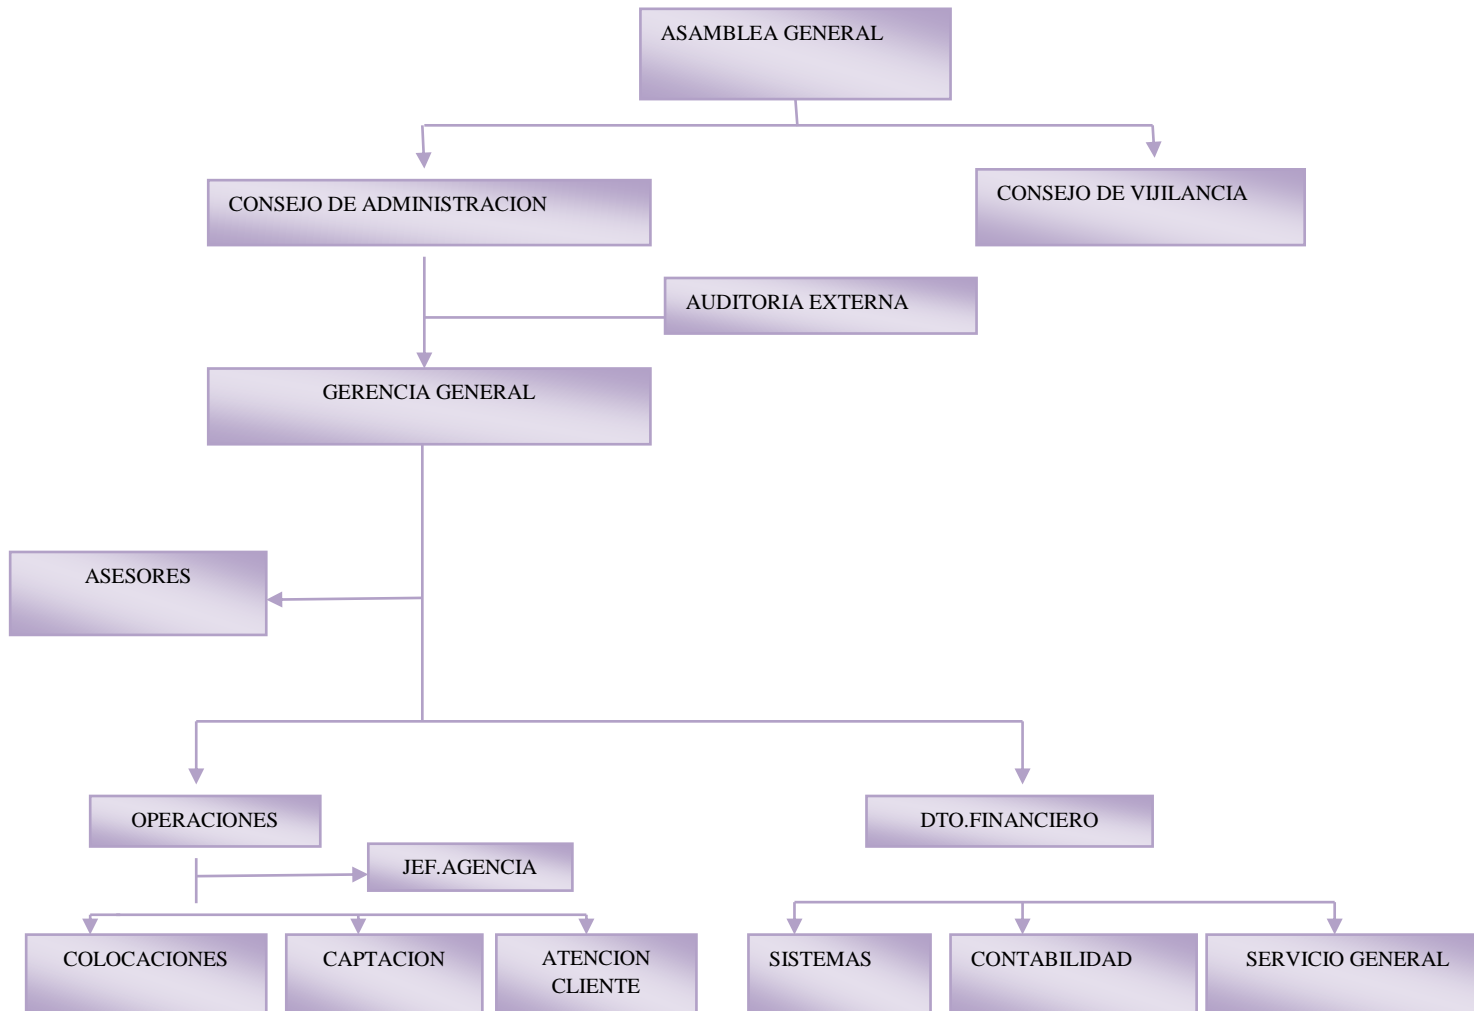 ASAMBLEA GENERAL
CONSEJO DE ADMINISTRACION
CONSEJO DE VIJILANCIA
AUDITORIA EXTERNA
GERENCIA GENERAL
ASESORES
OPERACIONES
DTO.FINANCIERO
JEF.AGENCIA
COLOCACIONES
CAPTACION
ATENCION
CLIENTE
SISTEMAS
CONTABILIDAD
SERVICIO GENERAL